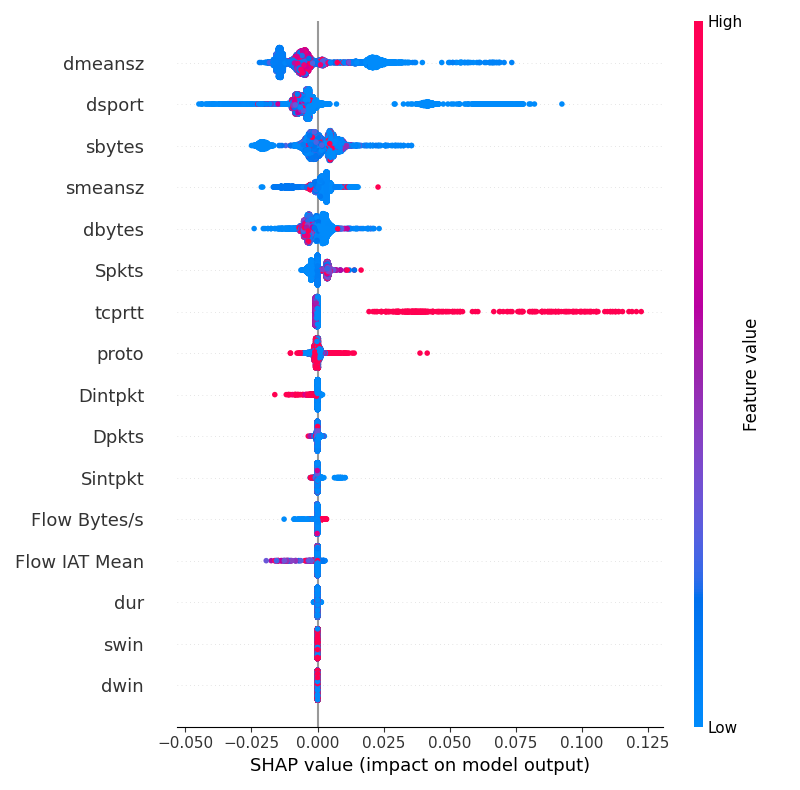 High
dmeansz
dsport
sbytes
smeansz
dbytes
Spkts
tcprtt
proto
Dintpkt
Dpkts
Sintpkt
Flow Bytes/s
Flow IAT Mean
dur
swin
dwin
Feature value
Low
−0.050 −0.025 0.000 0.025 0.050 0.075 0.100 0.125
SHAP value (impact on model output)